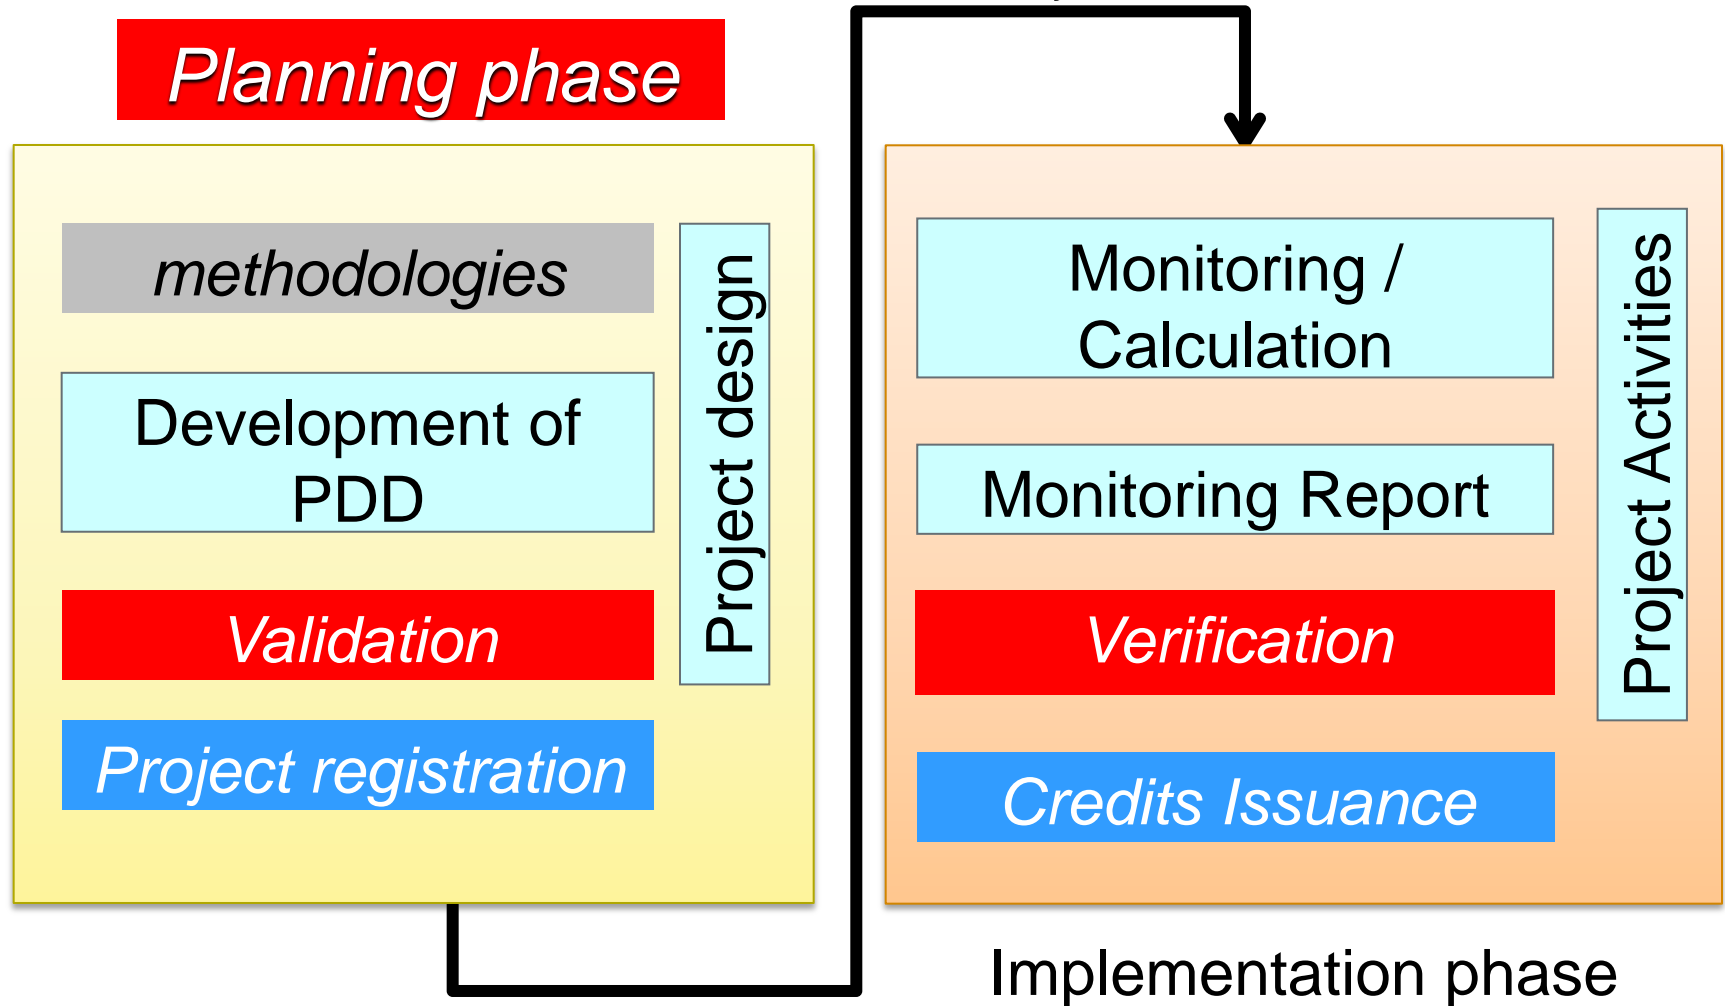 Planning phase
methodologies
Development of
PDD
Validation
Project registration
Project design
Monitoring /
Calculation
Monitoring Report
Verification
Credits Issuance
Project Activities
Implementation phase